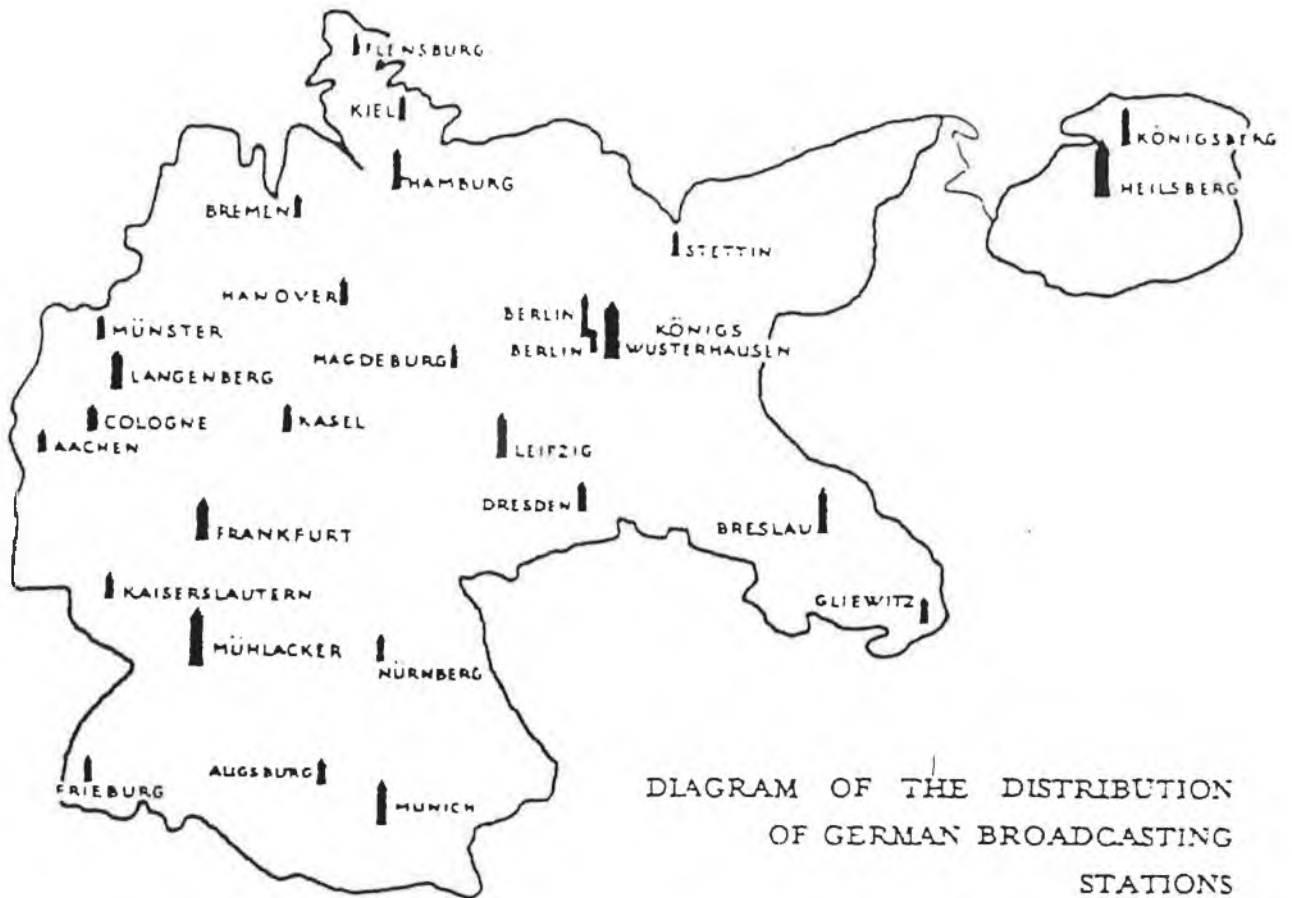 FLENSBURG
KIEL
KÖNIGSBERG
HAMBURG
HEILSBERG
BREMEN
STETTIN
HANOVER
BERLIN
KÖNIGS
WUSTERHAUSEN
MÜNSTER
BERLIN
MAGDEBURG
LANGENBERG
COLOGNE
KASEL
AACHEN
LEIPZIG
DRESDEN
BRESLAU
FRANKFURT
KAISERSLAUTERN
GLIEWITZ
MÜHLACKER
NÜRNBERG
AUGSBURG
FRIEBURG
MUNICH
DIAGRAM OF THE DISTRIBUTION
OF GERMAN BROADCASTING
STATIONS